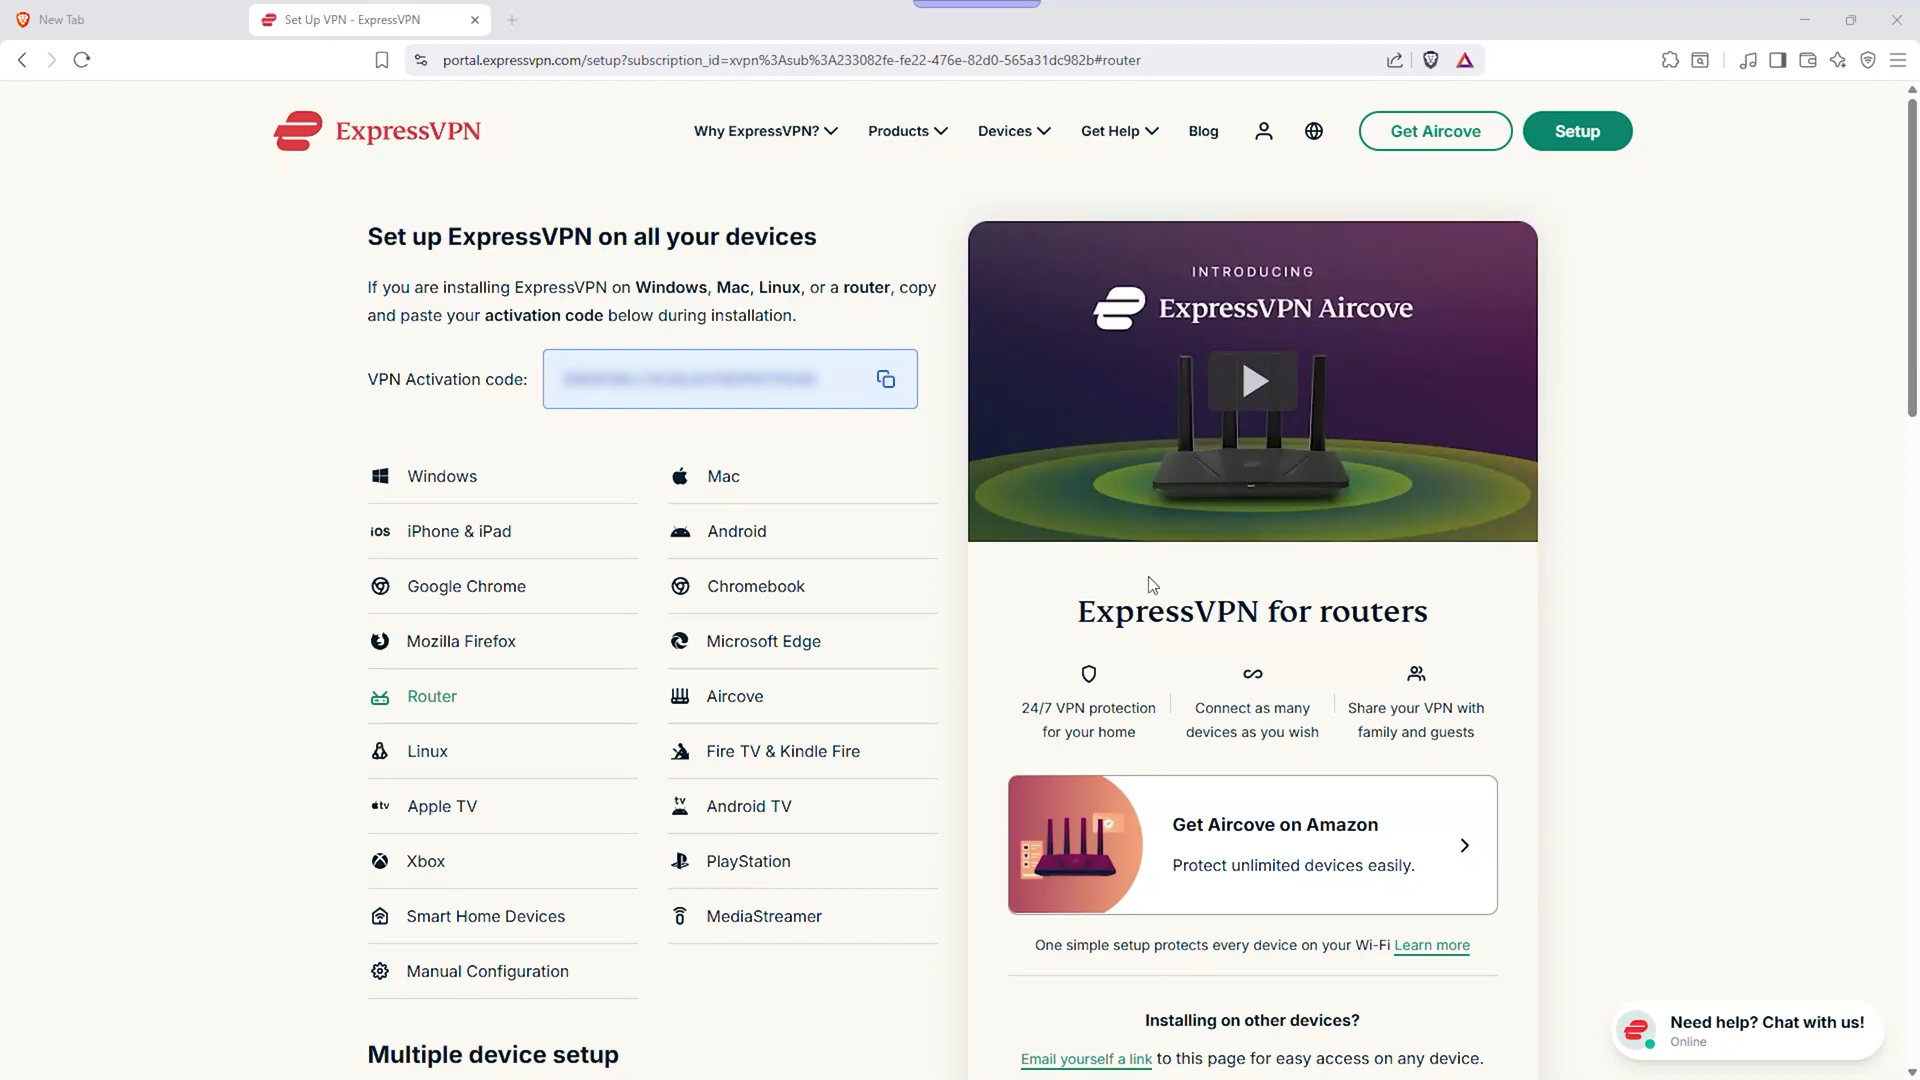 New Tab
Set Up VPN - ExpressVPN
portal.expressvpn.com/setup?subscription_id=xvpn%3Asub%3A233082fe-fe22-476e-82d0-565a31dc982b#router
ExpressVPN
Why ExpressVPN?
Products
Devices
Get Help
Blog
Get Aircove
Setup
Set up ExpressVPN on all your devices
If you are installing ExpressVPN on Windows, Mac, Linux, or a router, copy
and paste your activation code below during installation.
VPN Activation code:
Windows
Mac
iOS
iPhone & iPad
Android
Google Chrome
Chromebook
Mozilla Firefox
Microsoft Edge
Router
Aircove
Linux
Fire TV & Kindle Fire
tv
Apple TV
tv
Android TV
Xbox
PlayStation
Smart Home Devices
MediaStreamer
Manual Configuration
Multiple device setup
INTRODUCING
ExpressVPN Aircove
ExpressVPN for routers
24/7 VPN protection
for your home
Connect as many
devices as you wish
Share your VPN with
family and guests
Get Aircove on Amazon
Protect unlimited devices easily.
One simple setup protects every device on your Wi-Fi Learn more
Installing on other devices?
Email yourself a link to this page for easy access on any device.
Need help? Chat with us!
Online